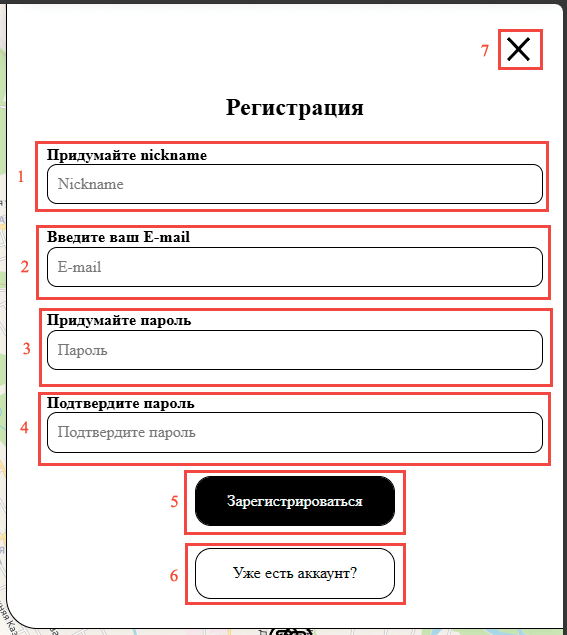 7
Регистрация
Придумайте nickname
1
Nickname
Введите ваш E-mail
2
E-mail
Придумайте пароль
3
Пароль
Подтвердите пароль
4
Подтвердите пароль
5
Зарегистрироваться
6
Уже есть аккаунт?